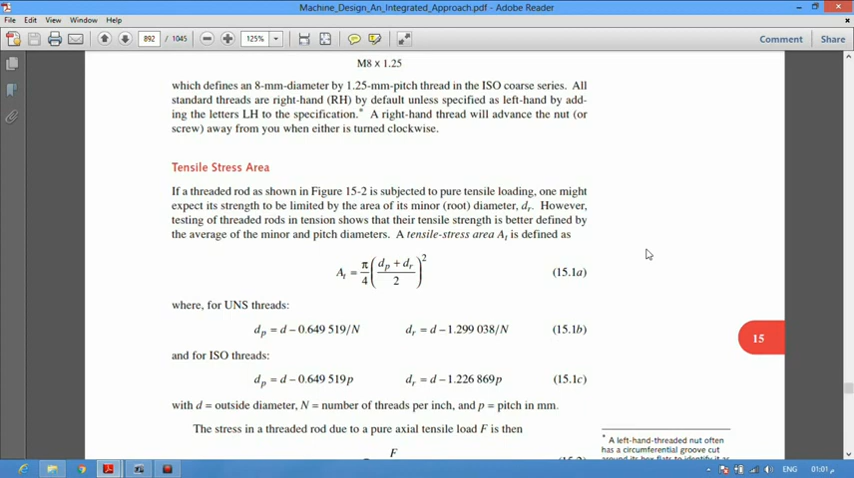 Machine_Design_An_Integrated_Approach.pdf - Adobe Reader
File Edit View Window Help
892 / 1045 125% Comment Share
M8 x 1.25
which defines an 8-mm-diameter by 1.25-mm-pitch thread in the ISO coarse series. All
standard threads are right-hand (RH) by default unless specified as left-hand by add-
ing the letters LH to the specification.* A right-hand thread will advance the nut (or
screw) away from you when either is turned clockwise.
Tensile Stress Area
If a threaded rod as shown in Figure 15-2 is subjected to pure tensile loading, one might
expect its strength to be limited by the area of its minor (root) diameter, dr. However,
testing of threaded rods in tension shows that their tensile strength is better defined by
the average of the minor and pitch diameters. A tensile-stress area At is defined as
At = π/4 ((dp + dr)/2)² (15.1a)
where, for UNS threads:
dp = d – 0.649 519/N dr = d – 1.299 038/N (15.1b)
15
and for ISO threads:
dp = d – 0.649 519p dr = d – 1.226 869p (15.1c)
with d = outside diameter, N = number of threads per inch, and p = pitch in mm.
The stress in a threaded rod due to a pure axial tensile load F is then
F
* A left-hand-threaded nut often
has a circumferential groove cut
ENG 01:01 م